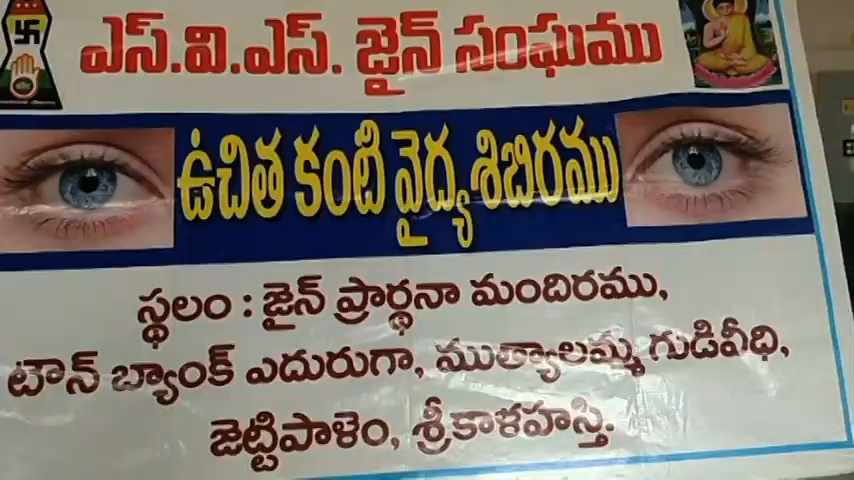 ఎస్.వి.ఎస్. జైన్ సంఘము
ఉచిత కంటి వైద్య శిబిరము
స్థలం : జైన్ ప్రార్థనా మందిరము,
టౌన్ బ్యాంక్ ఎదురుగా, ముత్యాలమ్మ గుడివీధి,
జెట్టిపాళెం, శ్రీకాళహస్తి.